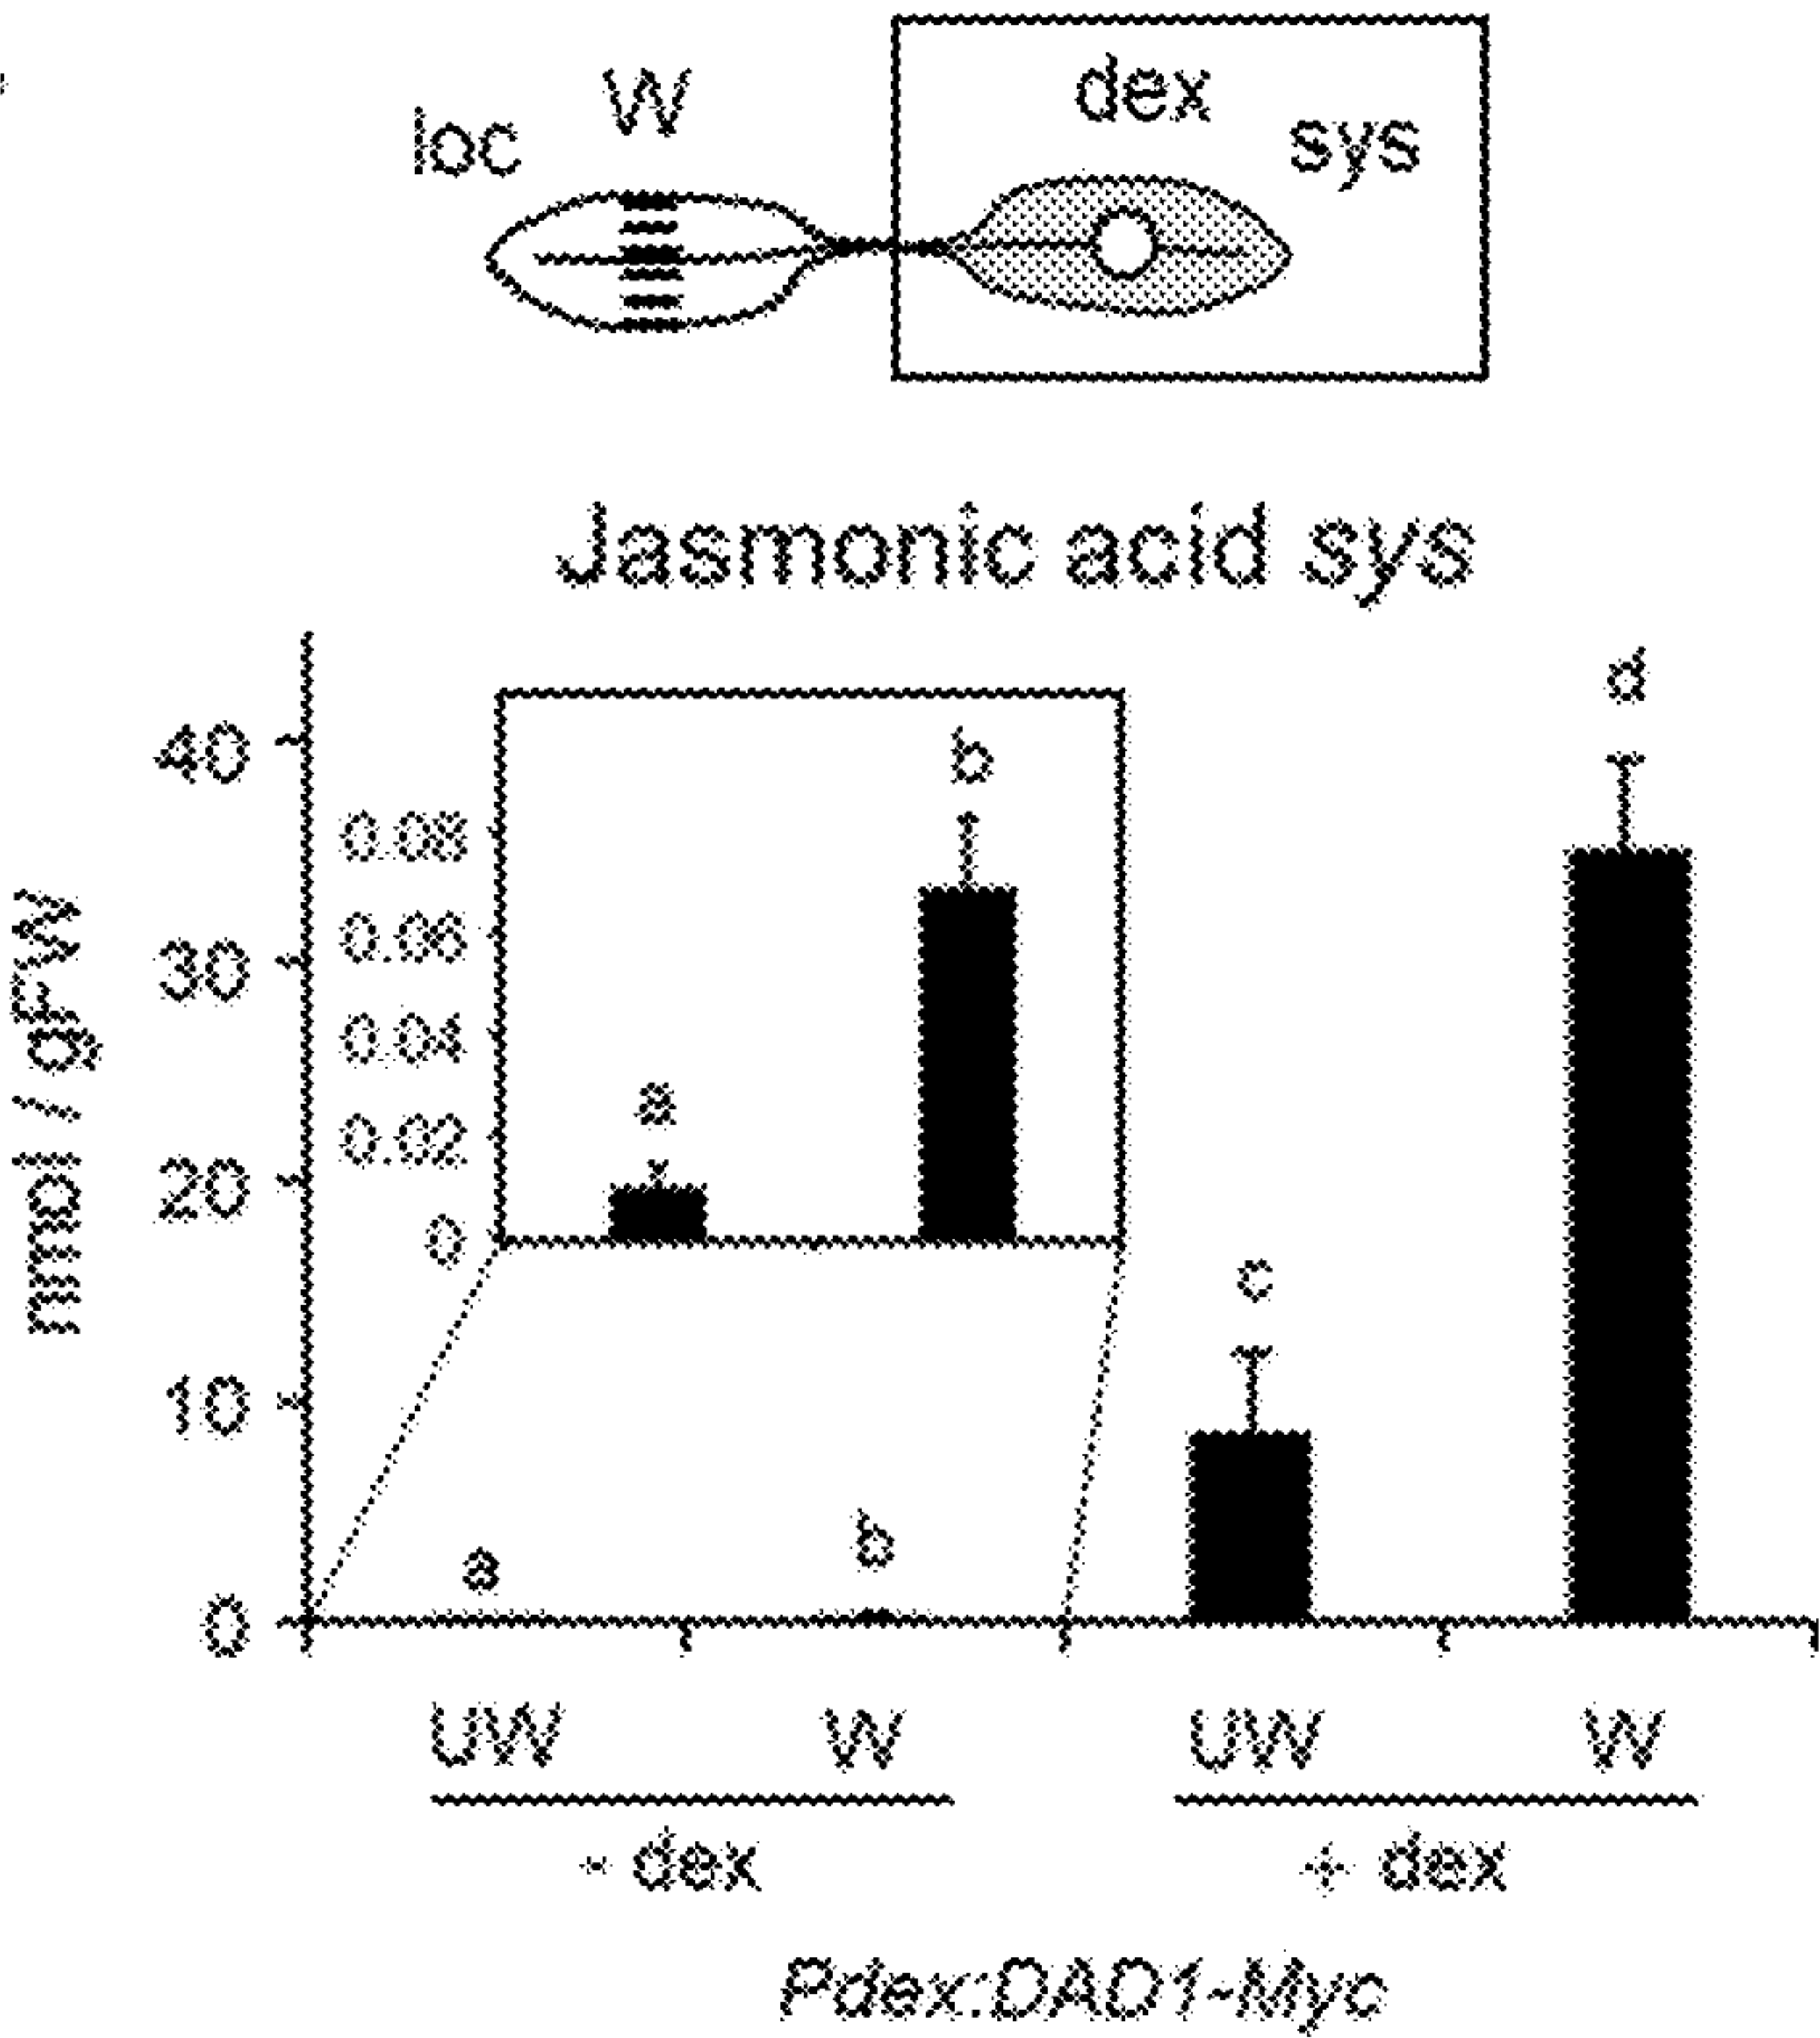 loc W dex sys
Jasmonic acid sys
nmol / gFW
40
30
20
10
0
0.08
0.06
0.04
0.02
0
a b
a b c d
UW W UW W
- dex + dex
Pdex:DAD1-Myc